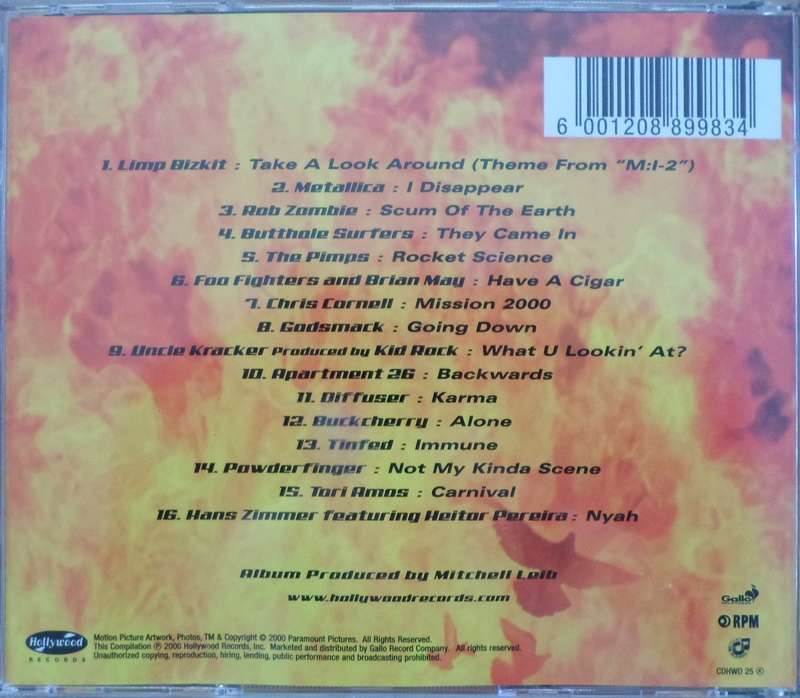 6 001208 899834
1. Limp Bizkit : Take A Look Around (Theme From "M:I-2")
2. Metallica : I Disappear
3. Rob Zombie : Scum Of The Earth
4. Butthole Surfers : They Came In
5. The Pimps : Rocket Science
6. Foo Fighters and Brian May : Have A Cigar
7. Chris Cornell : Mission 2000
8. Godsmack : Going Down
9. Uncle Kracker Produced by Kid Rock : What U Lookin' At?
10. Apartment 26 : Backwards
11. Diffuser : Karma
12. Buckcherry : Alone
13. Tinfed : Immune
14. Powderfinger : Not My Kinda Scene
15. Tori Amos : Carnival
16. Hans Zimmer featuring Heitor Pereira : Nyah
Album Produced by Mitchell Leib
www.hollywoodrecords.com
Gallo
RPM
Hollywood
RECORDS
Motion Picture Artwork, Photos, TM & Copyright © 2000 Paramount Pictures. All Rights Reserved.
This Compilation ℗ 2000 Hollywood Records, Inc. Marketed and distributed by Gallo Record Company.
Unauthorized copying, reproduction, hiring, lending, public performance and broadcasting prohibited.
CDHWD 25